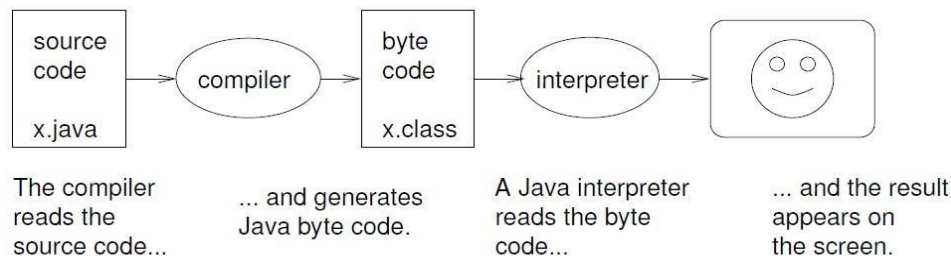 source
code
x.java
compiler
byte
code
x.class
interpreter
The compiler
reads the
source code...
... and generates
Java byte code.
A Java interpreter
reads the byte
code...
... and the result
appears on
the screen.